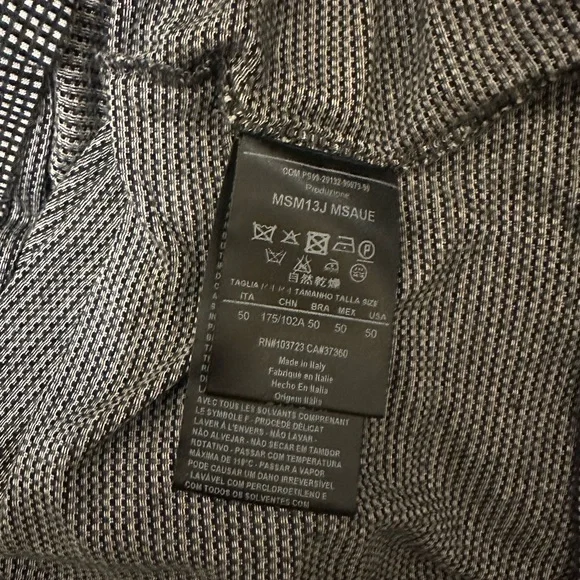 Produzione
MSM13J MSAUE
自然乾燥
TAGLIA TAMANHO TALLA SIZE
ITA CHN BRA MEX USA
50 175/102A 50 50 50
RN#103723 CA#37360
Made in Italy
Fabriqué en Italie
Hecho En Italia
Origem Itália
AVEC TOUS LES SOLVANTS COMPRENANT
LE SYMBOLE F - PROCEDE DÉLICAT
LAVER À L'ENVERS - NÃO LAVAR -
NÃO ALVEJAR - NÃO SECAR EM TAMBOR
ROTATIVO - PASSAR COM TEMPERATURA
MÁXIMA DE 110°C - PASSAR A VAPOR
PODE CAUSAR UM DANO IRREVERSÍVEL
LAVÁVEL COM PERCLOROETILENO E
COM TODOS OS SOLVENTES COM